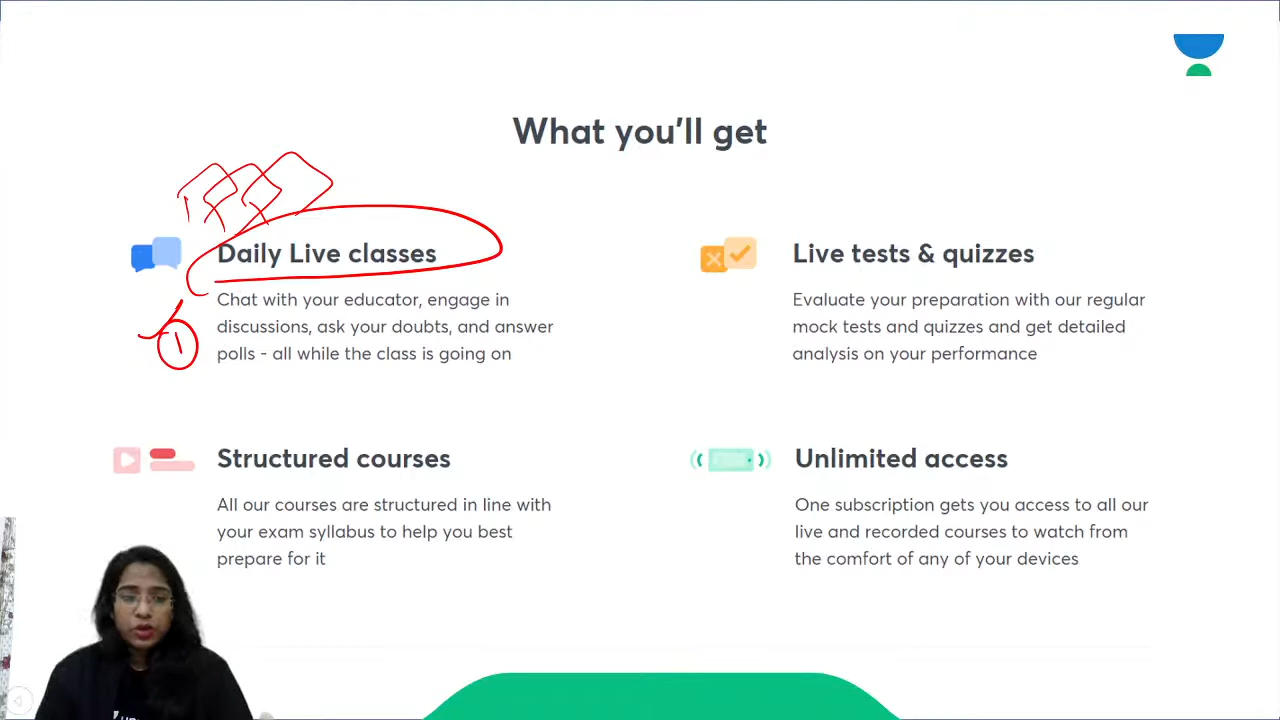 What you'll get
Daily Live classes
Chat with your educator, engage in
discussions, ask your doubts, and answer
polls - all while the class is going on
1
Live tests & quizzes
Evaluate your preparation with our regular
mock tests and quizzes and get detailed
analysis on your performance
Structured courses
All our courses are structured in line with
your exam syllabus to help you best
prepare for it
Unlimited access
One subscription gets you access to all our
live and recorded courses to watch from
the comfort of any of your devices